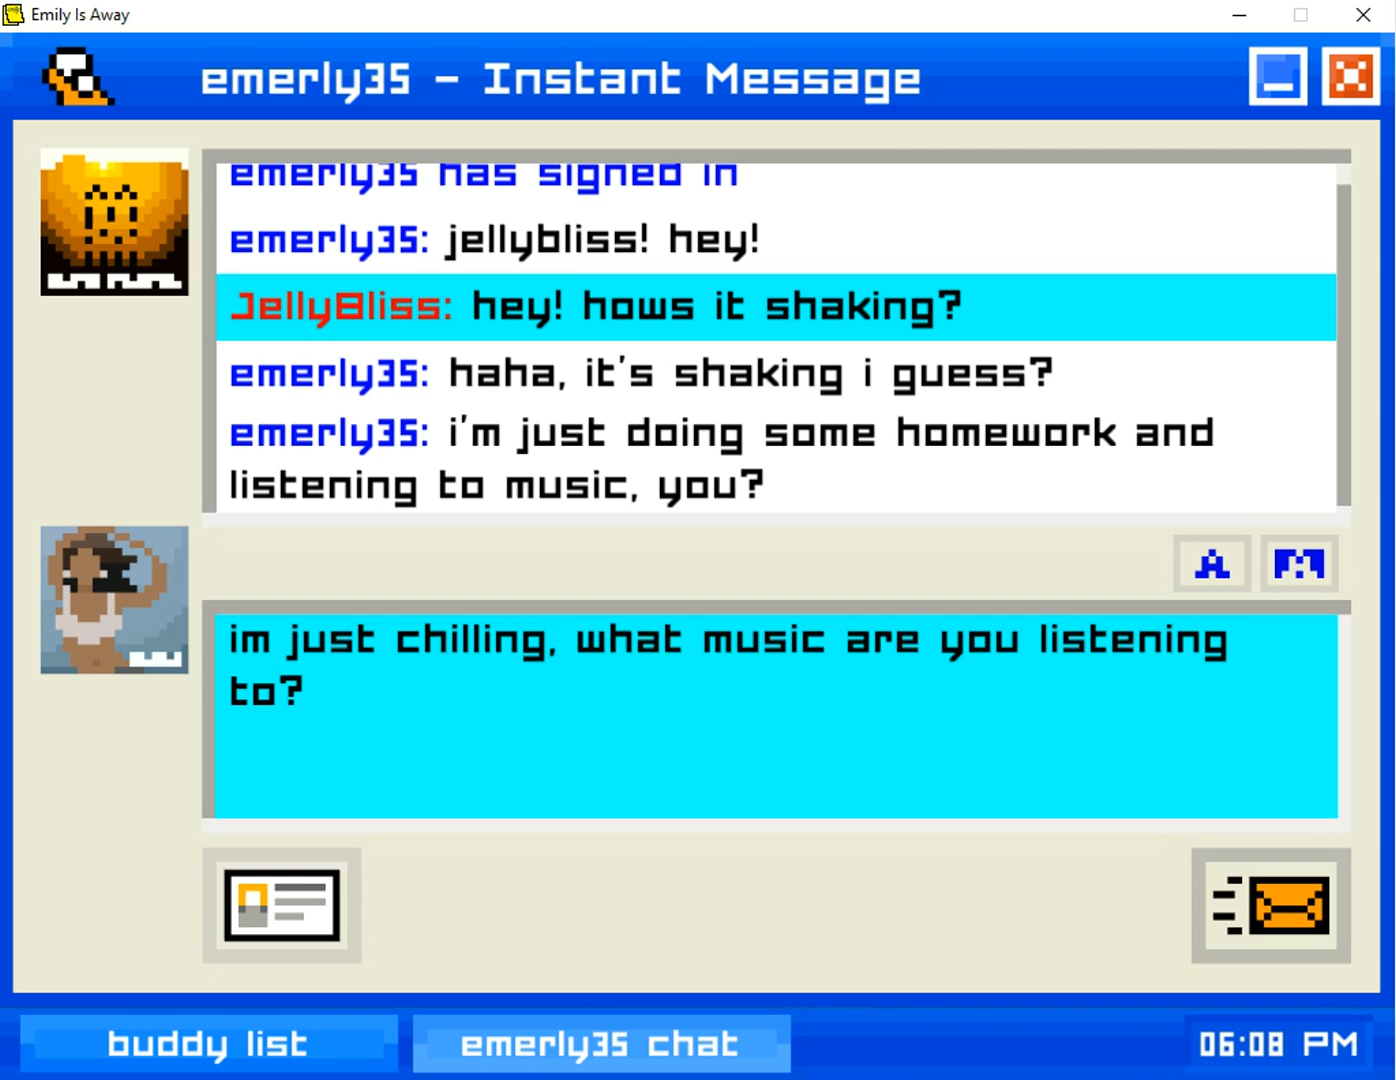 Emily Is Away
emerly35 - Instant Message
emerly35 has signed in
emerly35: jellybliss! hey!
JellyBliss: hey! hows it shaking?
emerly35: haha, it's shaking i guess?
emerly35: i'm just doing some homework and
listening to music, you?
A
im just chilling, what music are you listening
to?
buddy list
emerly35 chat
06:08 PM